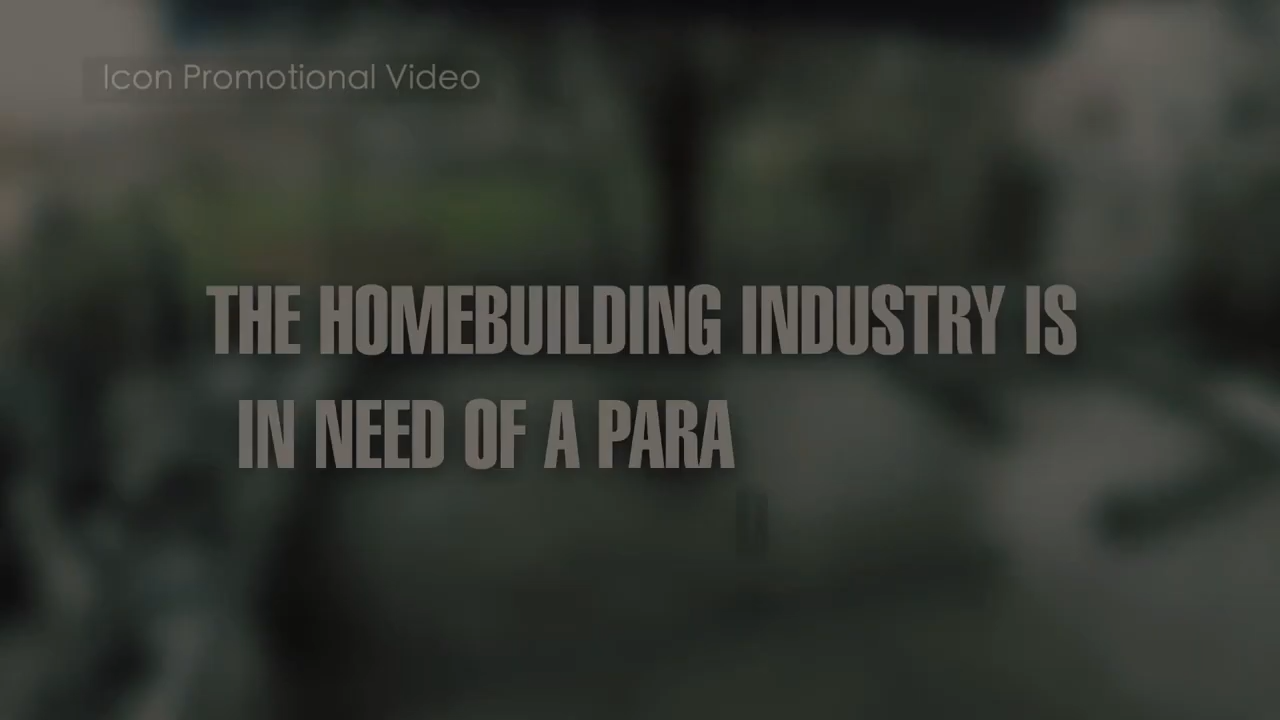 Icon Promotional Video
THE HOMEBUILDING INDUSTRY IS
IN NEED OF A PARA